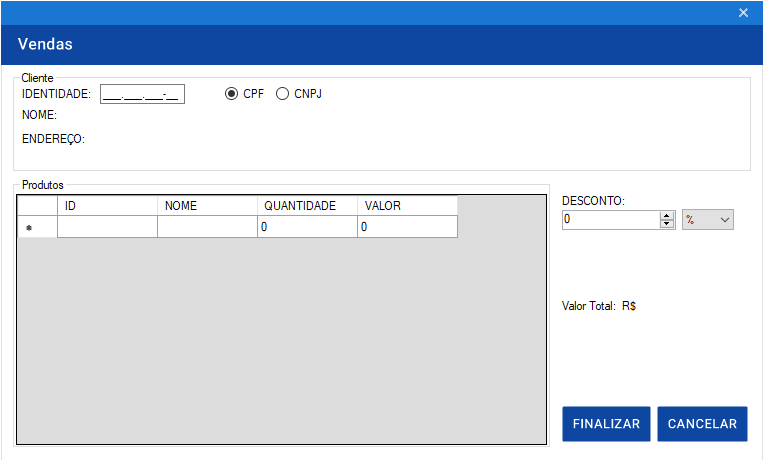 Vendas
Cliente
IDENTIDADE: ___.___.___-__ CPF CNPJ
NOME:
ENDEREÇO:
Produtos
ID NOME QUANTIDADE VALOR
* 0 0
DESCONTO:
0 %
Valor Total: R$
FINALIZAR CANCELAR